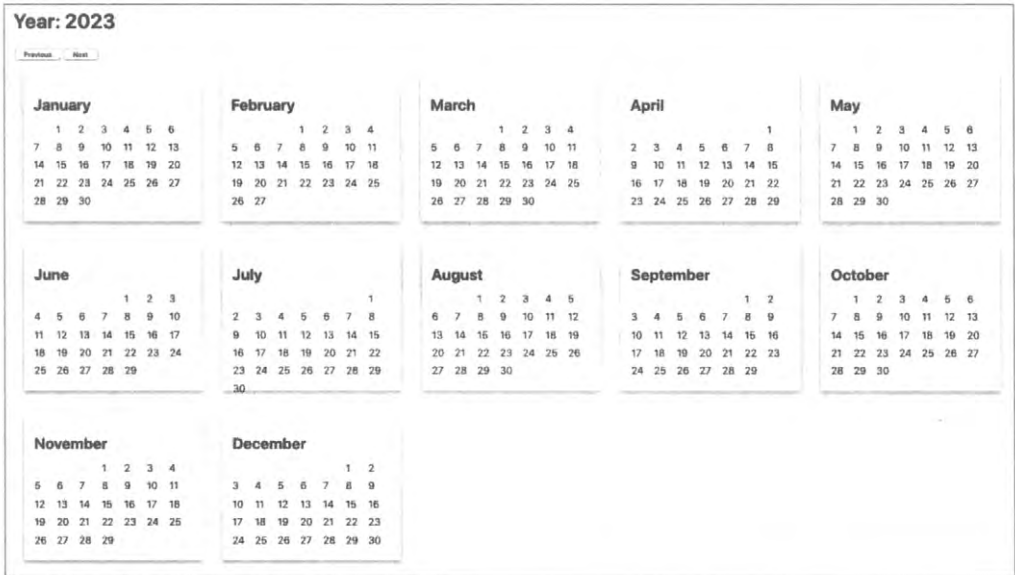 Year: 2023
Previous Next
January
1 2 3 4 5 6
7 8 9 10 11 12 13
14 15 16 17 18 19 20
21 22 23 24 25 26 27
28 29 30
February
1 2 3 4
5 6 7 8 9 10 11
12 13 14 15 16 17 18
19 20 21 22 23 24 25
26 27
March
1 2 3 4
5 6 7 8 9 10 11
12 13 14 15 16 17 18
19 20 21 22 23 24 25
26 27 28 29 30
April
1
2 3 4 5 6 7 8
9 10 11 12 13 14 15
16 17 18 19 20 21 22
23 24 25 26 27 28 29
May
1 2 3 4 5 6
7 8 9 10 11 12 13
14 15 16 17 18 19 20
21 22 23 24 25 26 27
28 29 30
June
1 2 3
4 5 6 7 8 9 10
11 12 13 14 15 16 17
18 19 20 21 22 23 24
25 26 27 28 29
July
1
2 3 4 5 6 7 8
9 10 11 12 13 14 15
16 17 18 19 20 21 22
23 24 25 26 27 28 29
30
August
1 2 3 4 5
6 7 8 9 10 11 12
13 14 15 16 17 18 19
20 21 22 23 24 25 26
27 28 29 30
September
1 2
3 4 5 6 7 8 9
10 11 12 13 14 15 16
17 18 19 20 21 22 23
24 25 26 27 28 29
October
1 2 3 4 5 6
7 8 9 10 11 12 13
14 15 16 17 18 19 20
21 22 23 24 25 26 27
28 29 30
November
1 2 3 4
5 6 7 8 9 10 11
12 13 14 15 16 17 18
19 20 21 22 23 24 25
26 27 28 29
December
1 2
3 4 5 6 7 8 9
10 11 12 13 14 15 16
17 18 19 20 21 22 23
24 25 26 27 28 29 30